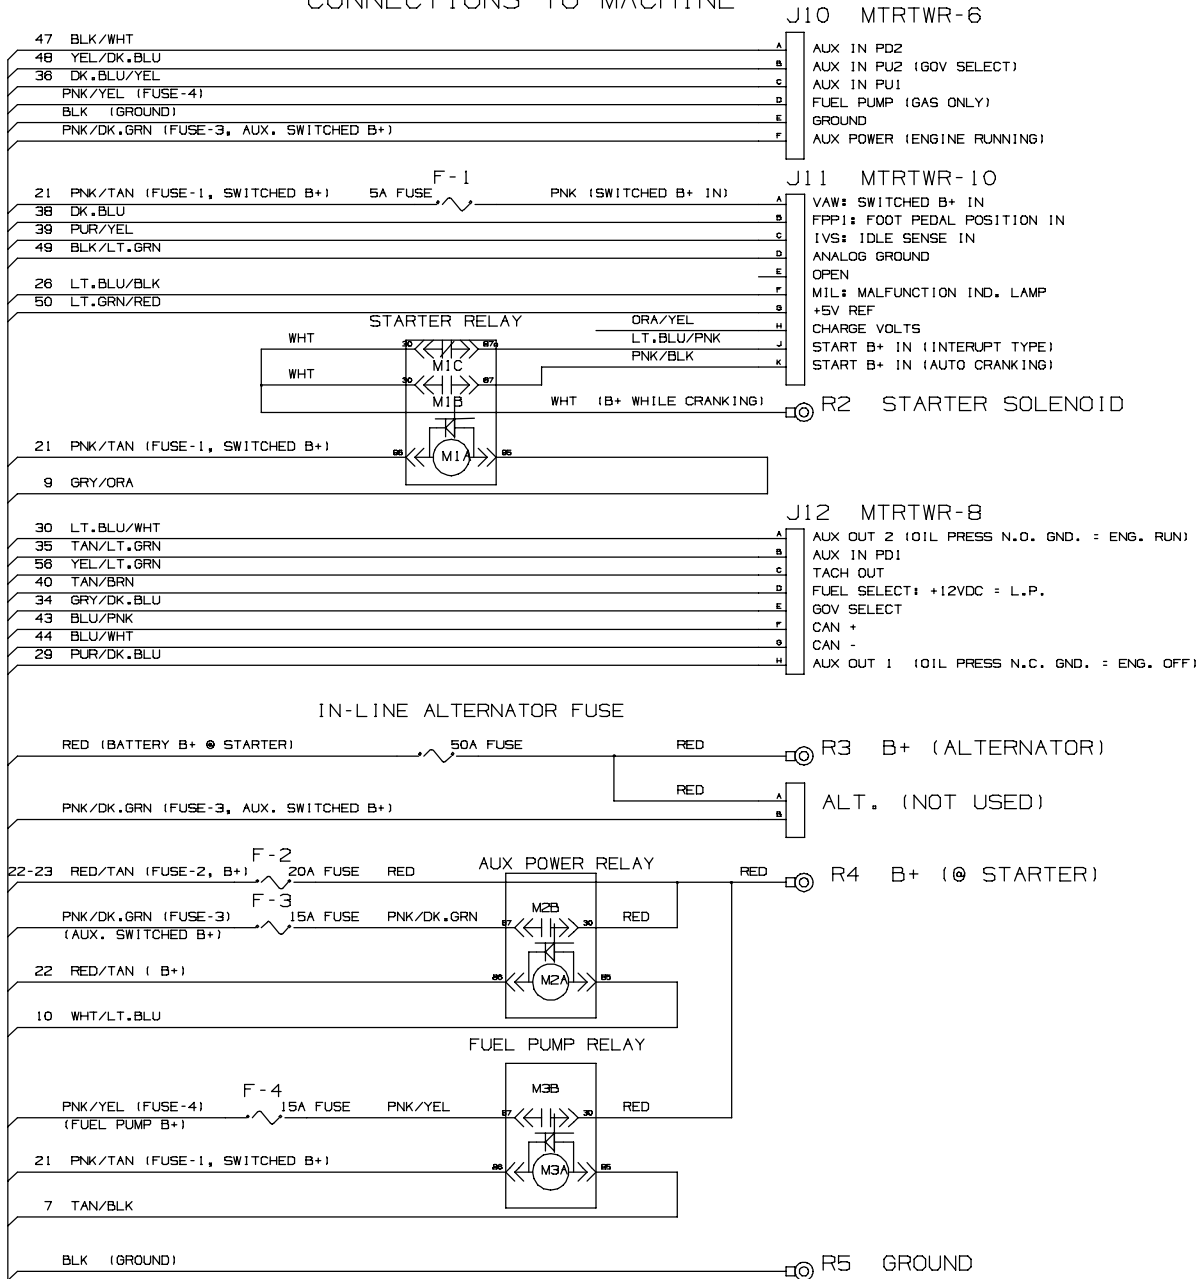 CONNECTIONS TO MACHINE
J10 MTRTWR-6
47 BLK/WHT A AUX IN PD2
48 YEL/DK.BLU B AUX IN PU2 (GOV SELECT)
36 DK.BLU/YEL C AUX IN PU1
PNK/YEL (FUSE-4) D FUEL PUMP (GAS ONLY)
BLK (GROUND) E GROUND
PNK/DK.GRN (FUSE-3, AUX. SWITCHED B+) F AUX POWER (ENGINE RUNNING)
J11 MTRTWR-10
F-1
21 PNK/TAN (FUSE-1, SWITCHED B+) 5A FUSE PNK (SWITCHED B+ IN) A VAW: SWITCHED B+ IN
38 DK.BLU B FPP1: FOOT PEDAL POSITION IN
39 PUR/YEL C IVS: IDLE SENSE IN
49 BLK/LT.GRN D ANALOG GROUND
E OPEN
26 LT.BLU/BLK F MIL: MALFUNCTION IND. LAMP
50 LT.GRN/RED G +5V REF
STARTER RELAY
ORA/YEL H CHARGE VOLTS
WHT 30 87a LT.BLU/PNK J START B+ IN (INTERUPT TYPE)
M1C
WHT 30 87 PNK/BLK K START B+ IN (AUTO CRANKING)
M1B
WHT (B+ WHILE CRANKING) R2 STARTER SOLENOID
21 PNK/TAN (FUSE-1, SWITCHED B+) 86 M1A 85
9 GRY/ORA
J12 MTRTWR-8
30 LT.BLU/WHT A AUX OUT 2 (OIL PRESS N.O. GND. = ENG. RUN)
35 TAN/LT.GRN B AUX IN PD1
56 YEL/LT.GRN C TACH OUT
40 TAN/BRN D FUEL SELECT: +12VDC = L.P.
34 GRY/DK.BLU E GOV SELECT
43 BLU/PNK F CAN +
44 BLU/WHT G CAN -
29 PUR/DK.BLU H AUX OUT 1 (OIL PRESS N.C. GND. = ENG. OFF)
IN-LINE ALTERNATOR FUSE
RED (BATTERY B+ @ STARTER) 50A FUSE RED R3 B+ (ALTERNATOR)
RED A ALT. (NOT USED)
PNK/DK.GRN (FUSE-3, AUX. SWITCHED B+) B
F-2
AUX POWER RELAY
22-23 RED/TAN (FUSE-2, B+) 20A FUSE RED RED R4 B+ (@ STARTER)
F-3
PNK/DK.GRN (FUSE-3) 15A FUSE PNK/DK.GRN 87 M2B 30 RED
(AUX. SWITCHED B+)
22 RED/TAN ( B+) 86 M2A 85
10 WHT/LT.BLU
FUEL PUMP RELAY
F-4
M3B
PNK/YEL (FUSE-4) 15A FUSE PNK/YEL 87 30 RED
(FUEL PUMP B+)
21 PNK/TAN (FUSE-1, SWITCHED B+) 86 M3A 85
7 TAN/BLK
BLK (GROUND) R5 GROUND